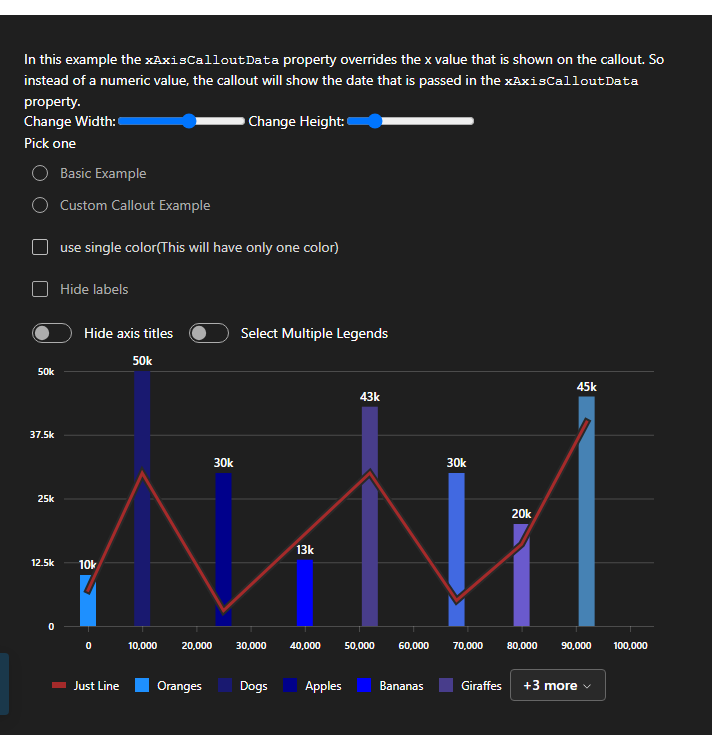 In this example the xAxisCalloutData property overrides the x value that is shown on the callout. So
instead of a numeric value, the callout will show the date that is passed in the xAxisCalloutData
property.
Change Width: Change Height:
Pick one
Basic Example
Custom Callout Example
use single color(This will have only one color)
Hide labels
Hide axis titles Select Multiple Legends
50k
50k
45k
43k
37.5k
30k 30k
25k
20k
13k
12.5k
10k
0
0 10,000 20,000 30,000 40,000 50,000 60,000 70,000 80,000 90,000 100,000
Just Line Oranges Dogs Apples Bananas Giraffes +3 more